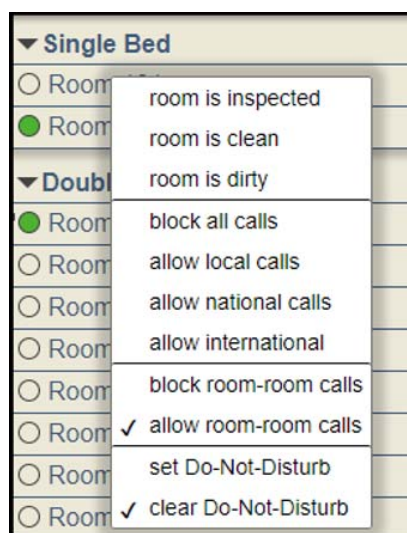 Single Bed
Room
Room
Doubl
Room
Room
Room
Room
Room
Room
Room
Room
room is inspected
room is clean
room is dirty
block all calls
allow local calls
allow national calls
allow international
block room-room calls
✓ allow room-room calls
set Do-Not-Disturb
✓ clear Do-Not-Disturb